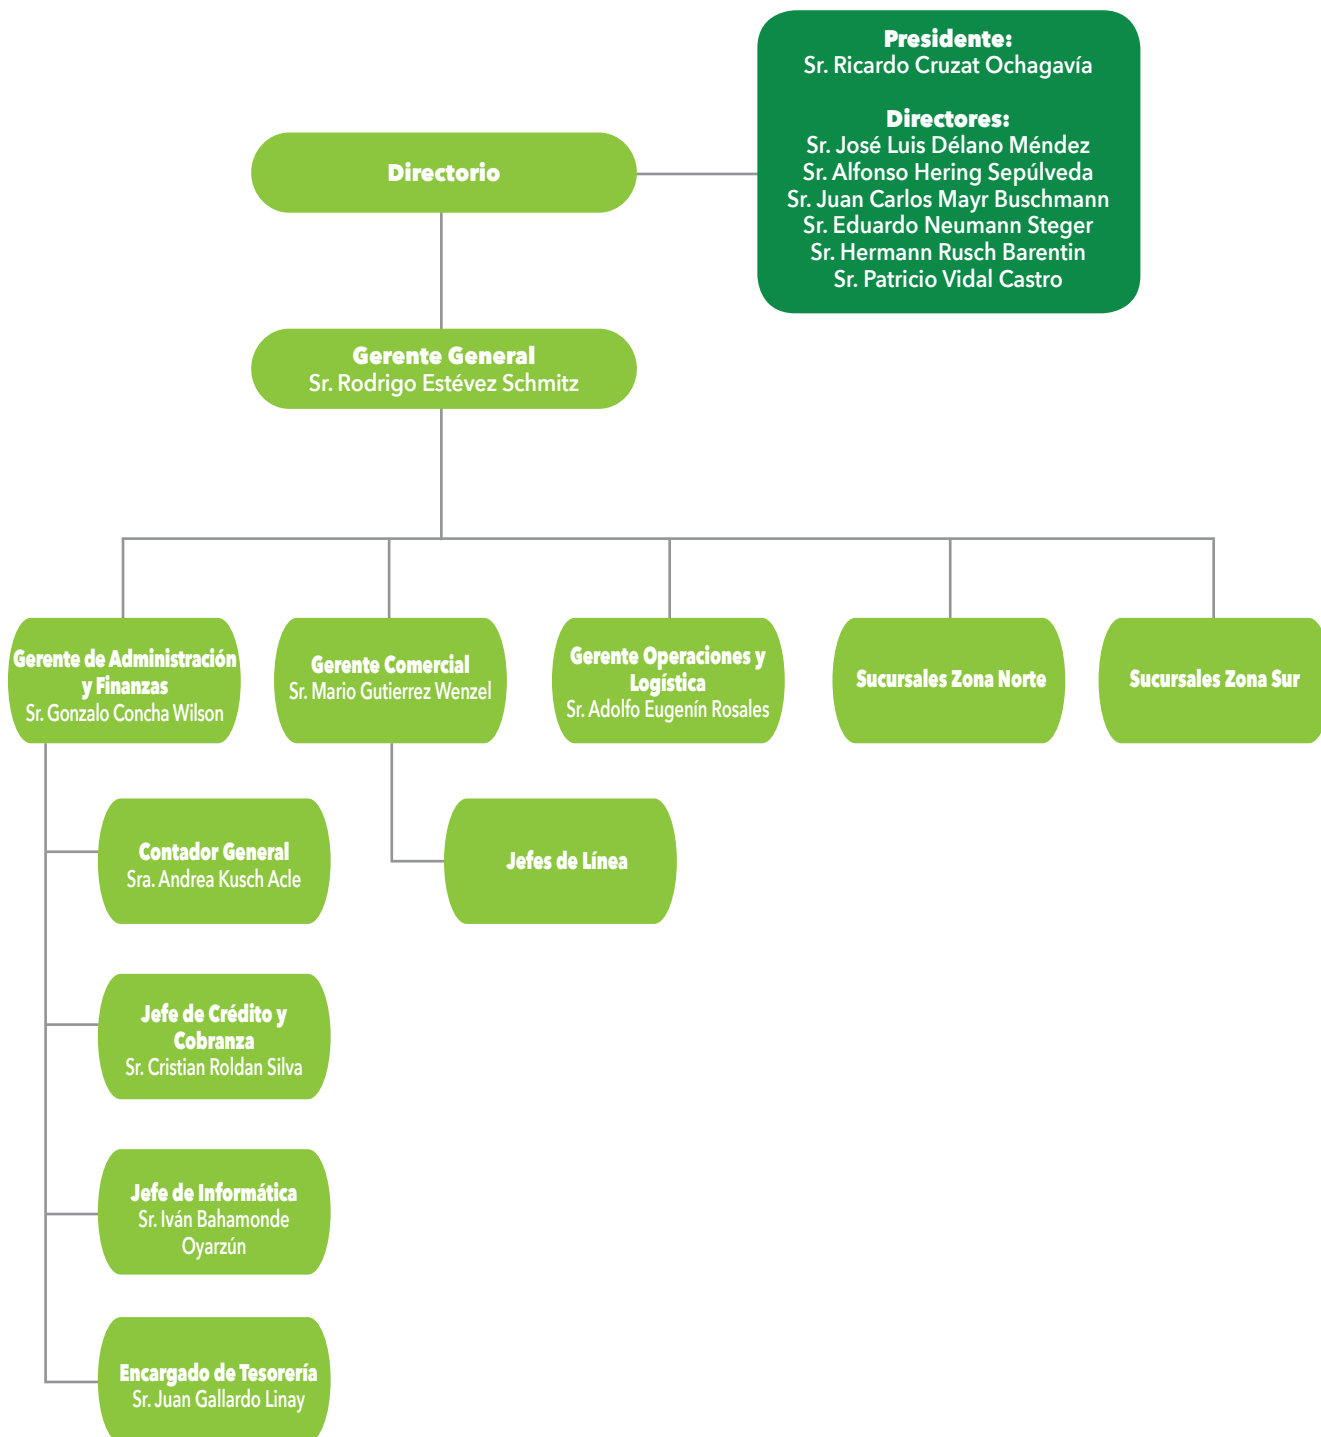 Presidente:
Sr. Ricardo Cruzat Ochagavía
Directores:
Sr. José Luis Délano Méndez
Sr. Alfonso Hering Sepúlveda
Sr. Juan Carlos Mayr Buschmann
Sr. Eduardo Neumann Steger
Sr. Hermann Rusch Barentin
Sr. Patricio Vidal Castro
Directorio
Gerente General
Sr. Rodrigo Estévez Schmitz
Gerente de Administración
y Finanzas
Sr. Gonzalo Concha Wilson
Gerente Comercial
Sr. Mario Gutierrez Wenzel
Gerente Operaciones y
Logística
Sr. Adolfo Eugenín Rosales
Sucursales Zona Norte
Sucursales Zona Sur
Contador General
Sra. Andrea Kusch Acle
Jefes de Línea
Jefe de Crédito y
Cobranza
Sr. Cristian Roldan Silva
Jefe de Informática
Sr. Iván Bahamonde
Oyarzún
Encargado de Tesorería
Sr. Juan Gallardo Linay